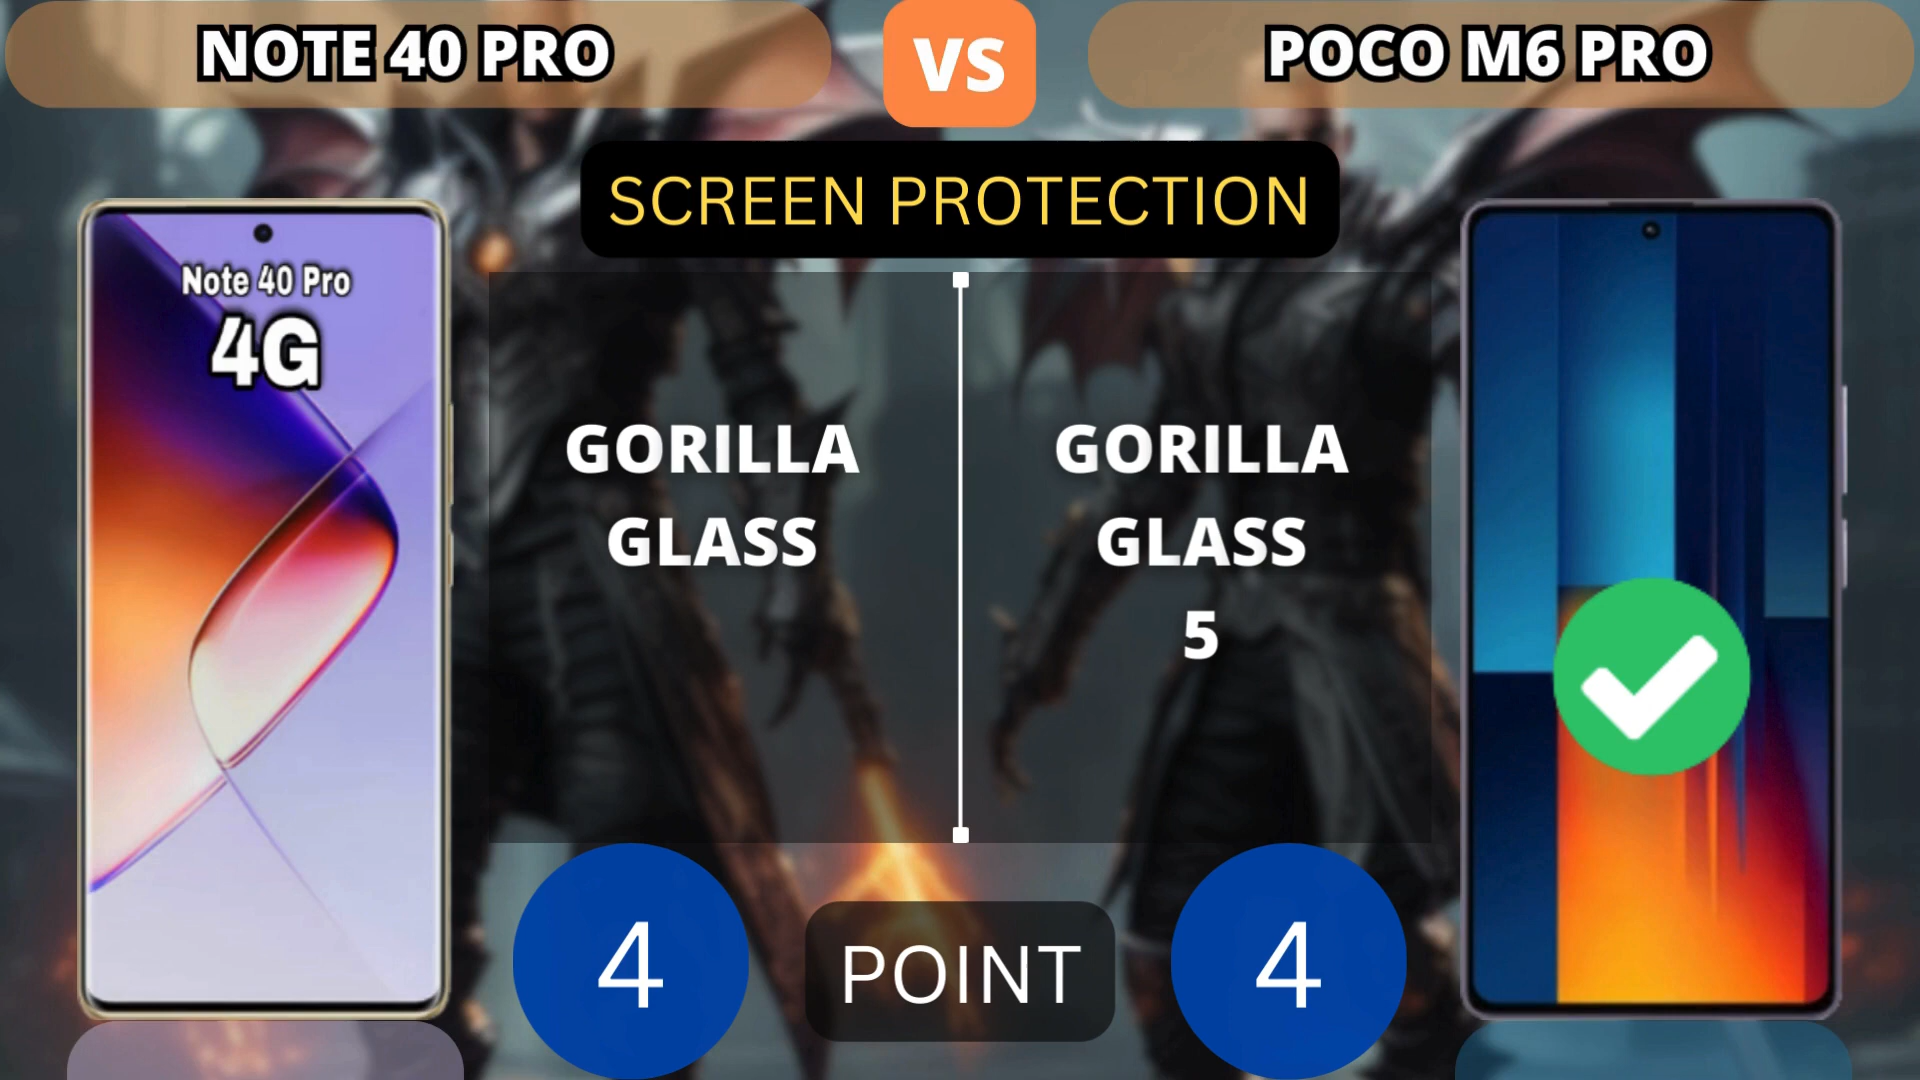 NOTE 40 PRO
VS
POCO M6 PRO
SCREEN PROTECTION
Note 40 Pro
4G
GORILLA
GLASS
GORILLA
GLASS
5
4
POINT
4